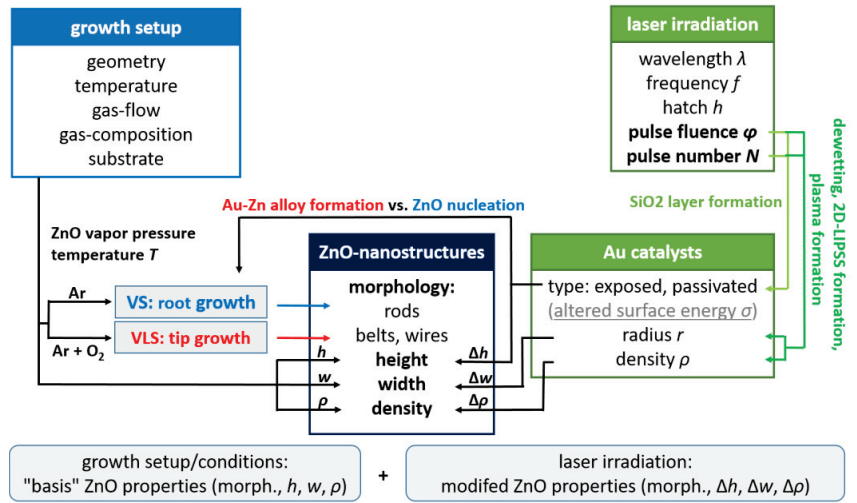 growth setup
geometry
temperature
gas-flow
gas-composition
substrate
laser irradiation
wavelength λ
frequency f
hatch h
pulse fluence φ
pulse number N
dewetting, 2D-LIPSS formation,
plasma formation
SiO2 layer formation
Au-Zn alloy formation vs. ZnO nucleation
ZnO vapor pressure
temperature T
Ar
VS: root growth
VLS: tip growth
Ar + O₂
ZnO-nanostructures
morphology:
rods
belts, wires
height
width
density
h
w
ρ
Δh
Δw
Δρ
Au catalysts
type: exposed, passivated
(altered surface energy σ)
radius r
density ρ
growth setup/conditions:
"basis" ZnO properties (morph., h, w, ρ)
+
laser irradiation:
modifed ZnO properties (morph., Δh, Δw, Δρ)